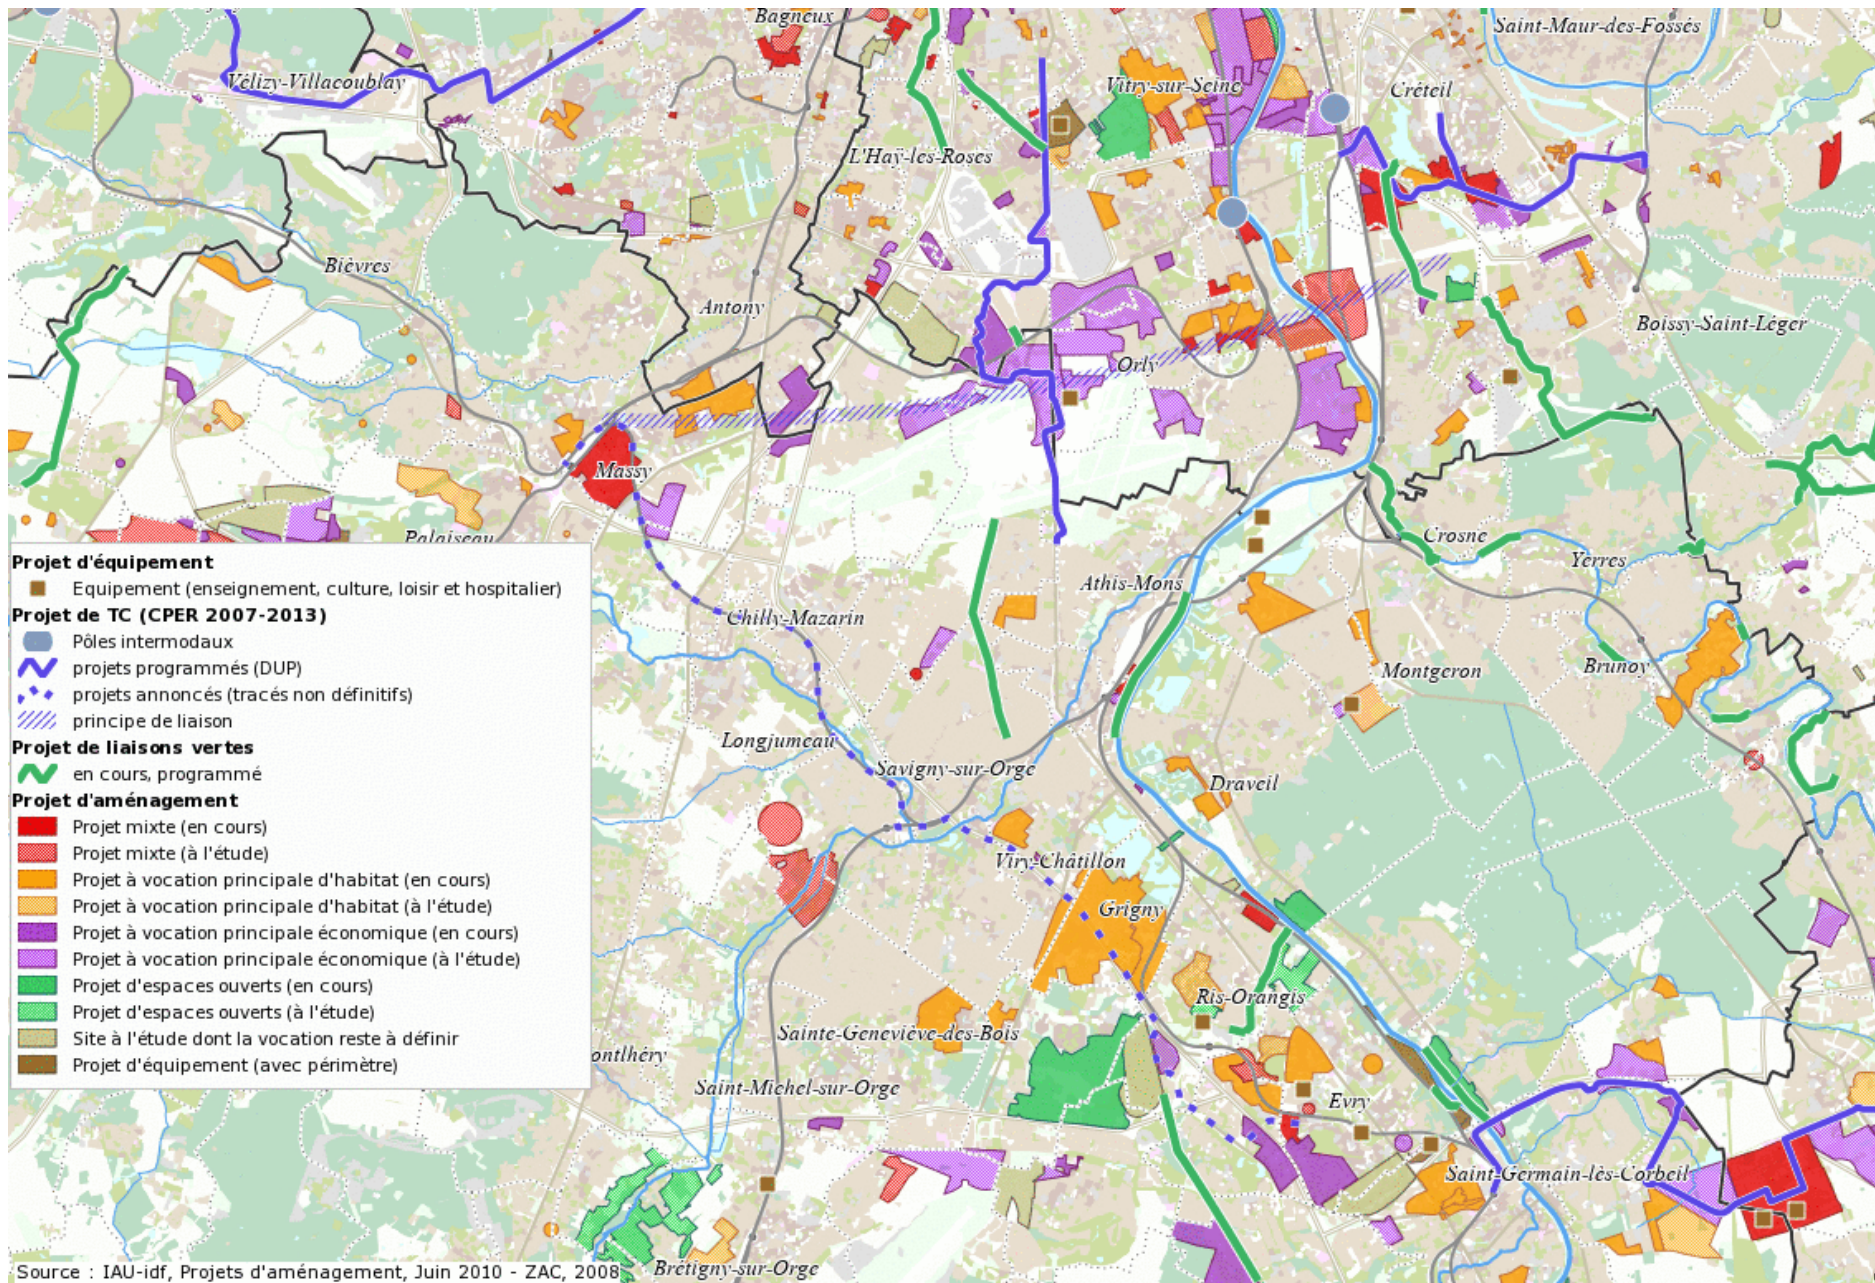 Bagneux
Saint-Maur-des-Fossés
Vélizy-Villacoublay
Vitry-sur-Seine
Créteil
L'Haÿ-les-Roses
Bièvres
Antony
Boissy-Saint-Léger
Orly
Massy
Palaiseau
Crosne
Yerres
Athis-Mons
Chilly-Mazarin
Montgeron
Brunoy
Longjumeau
Savigny-sur-Orge
Draveil
Viry-Châtillon
Grigny
Ris-Orangis
Sainte-Geneviève-des-Bois
ontlhéry
Saint-Michel-sur-Orge
Evry
Saint-Germain-lès-Corbeil
Brétigny-sur-Orge
Projet d'équipement
Equipement (enseignement, culture, loisir et hospitalier)
Projet de TC (CPER 2007-2013)
Pôles intermodaux
projets programmés (DUP)
projets annoncés (tracés non définitifs)
principe de liaison
Projet de liaisons vertes
en cours, programmé
Projet d'aménagement
Projet mixte (en cours)
Projet mixte (à l'étude)
Projet à vocation principale d'habitat (en cours)
Projet à vocation principale d'habitat (à l'étude)
Projet à vocation principale économique (en cours)
Projet à vocation principale économique (à l'étude)
Projet d'espaces ouverts (en cours)
Projet d'espaces ouverts (à l'étude)
Site à l'étude dont la vocation reste à définir
Projet d'équipement (avec périmètre)
Source : IAU-idf, Projets d'aménagement, Juin 2010 - ZAC, 2008